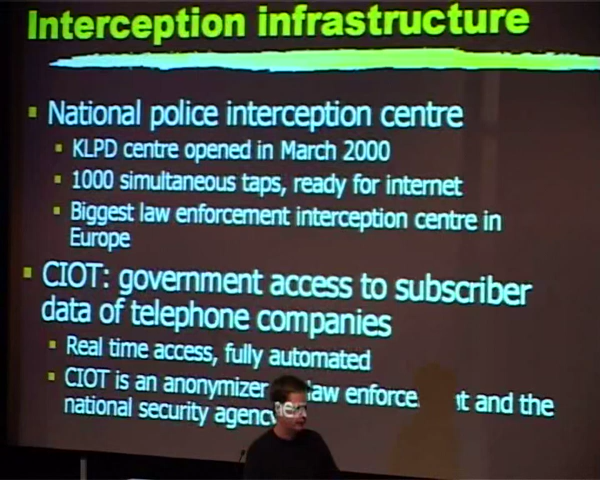 Interception infrastructure
National police interception centre
KLPD centre opened in March 2000
1000 simultaneous taps, ready for internet
Biggest law enforcement interception centre in
Europe
CIOT: government access to subscriber
data of telephone companies
Real time access, fully automated
CIOT is an anonymizer law and the
national security